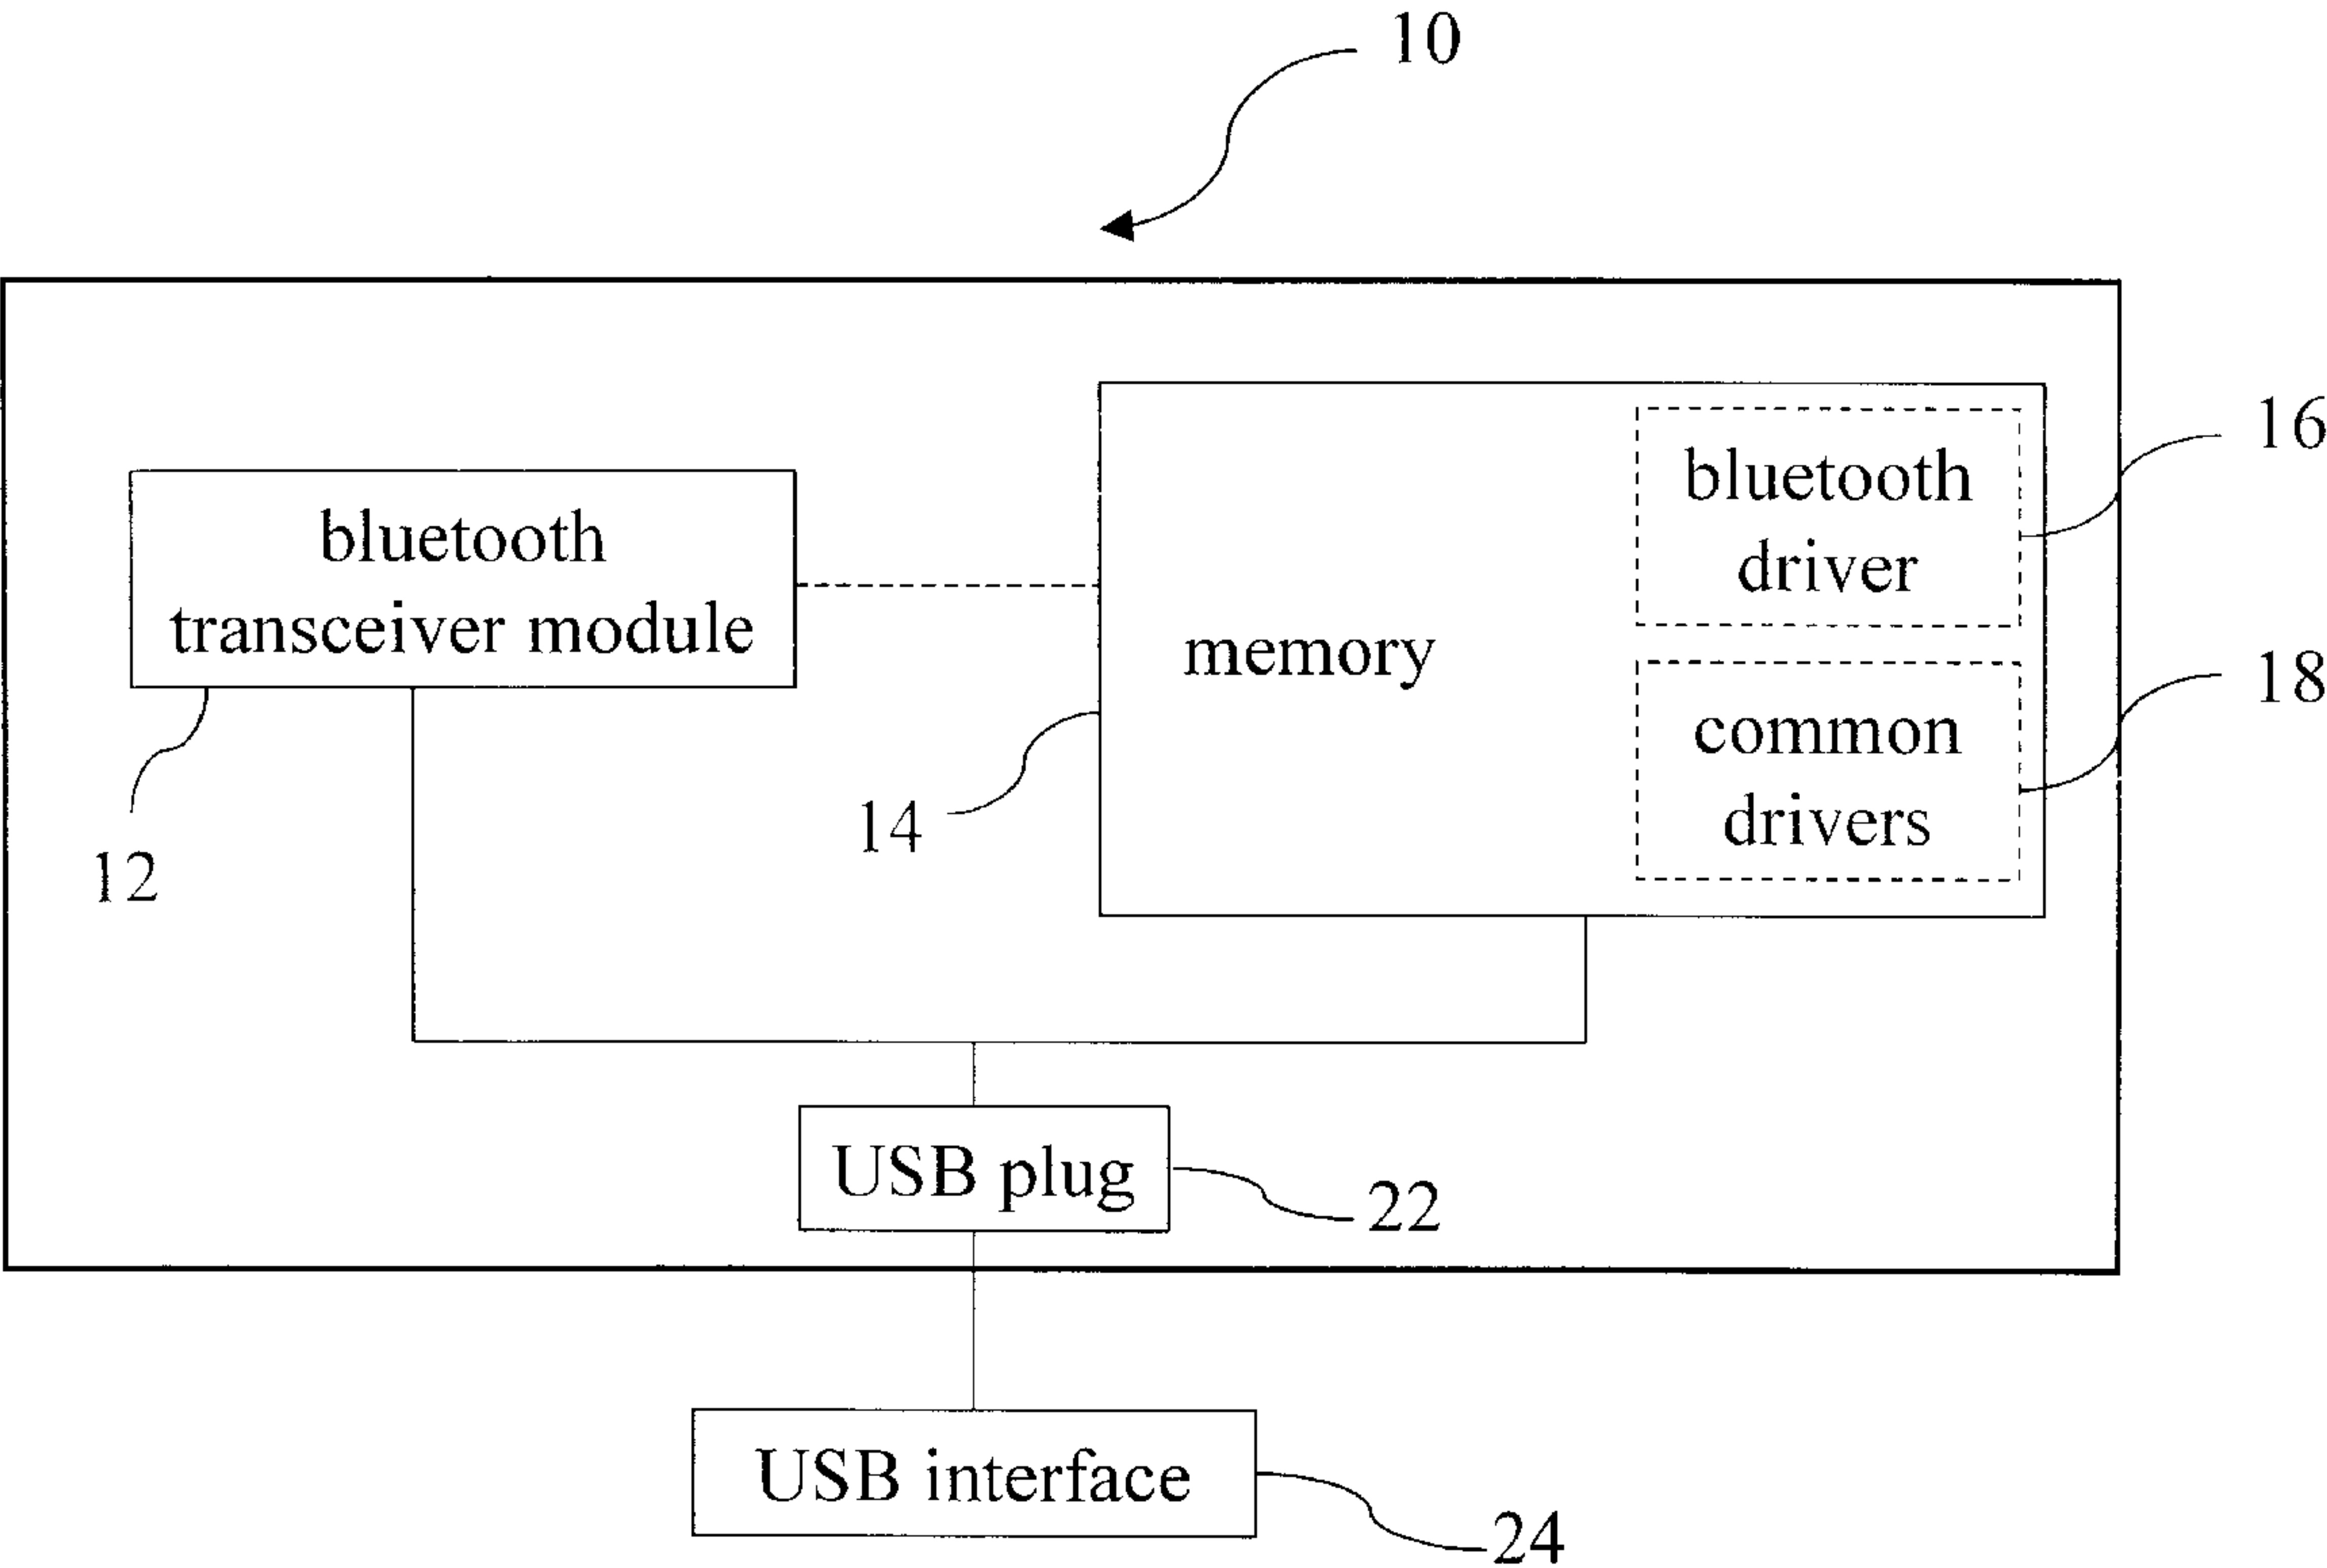 10
bluetooth
transceiver module
12
memory
14
bluetooth
driver
16
common
drivers
18
USB plug
22
USB interface
24